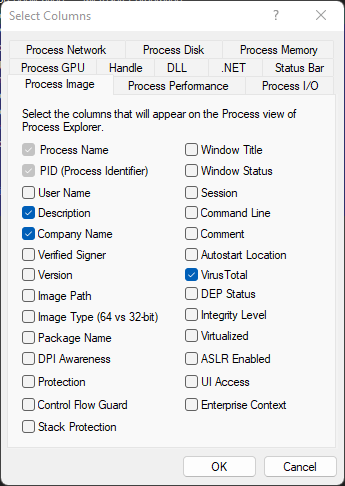 Select Columns
Process Network Process Disk Process Memory
Process GPU Handle DLL .NET Status Bar
Process Image Process Performance Process I/O
Select the columns that will appear on the Process view of
Process Explorer.
Process Name
PID (Process Identifier)
User Name
Description
Company Name
Verified Signer
Version
Image Path
Image Type (64 vs 32-bit)
Package Name
DPI Awareness
Protection
Control Flow Guard
Stack Protection
Window Title
Window Status
Session
Command Line
Comment
Autostart Location
VirusTotal
DEP Status
Integrity Level
Virtualized
ASLR Enabled
UI Access
Enterprise Context
OK Cancel